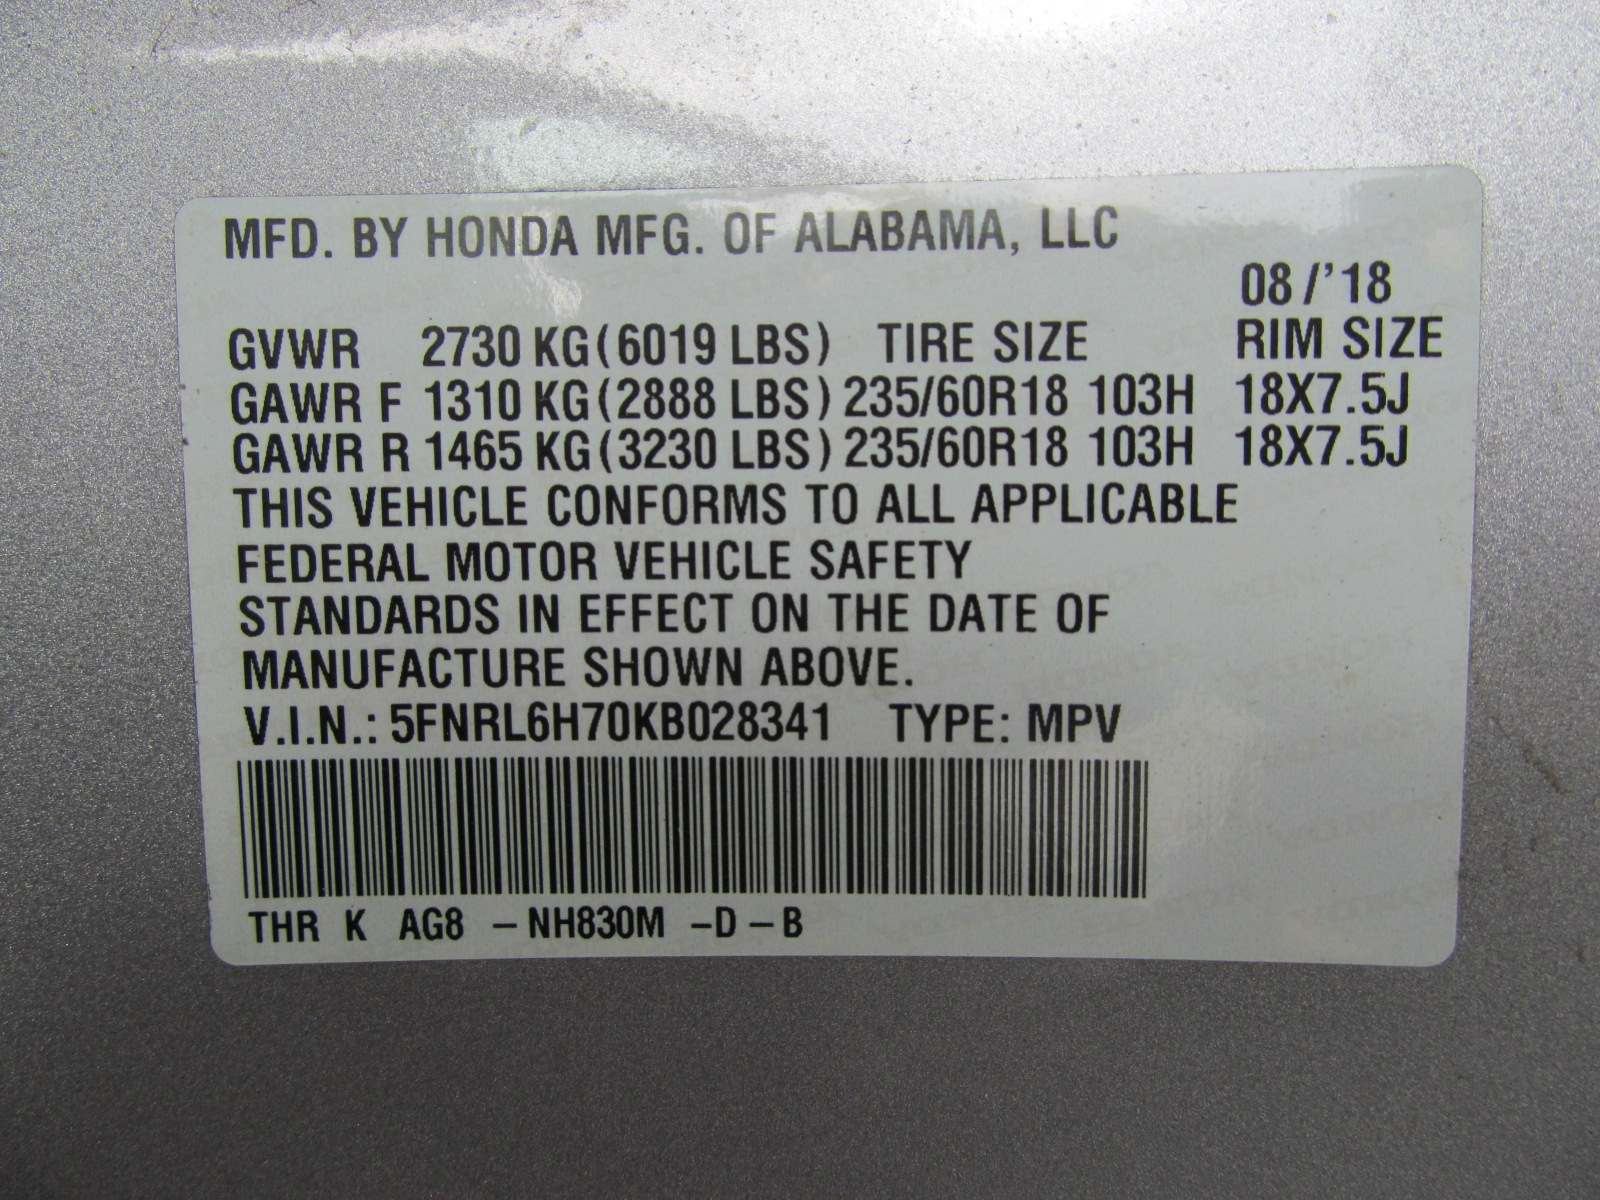 MFD. BY HONDA MFG. OF ALABAMA, LLC
08/'18
GVWR 2730 KG(6019 LBS) TIRE SIZE RIM SIZE
GAWR F 1310 KG(2888 LBS) 235/60R18 103H 18X7.5J
GAWR R 1465 KG(3230 LBS) 235/60R18 103H 18X7.5J
THIS VEHICLE CONFORMS TO ALL APPLICABLE
FEDERAL MOTOR VEHICLE SAFETY
STANDARDS IN EFFECT ON THE DATE OF
MANUFACTURE SHOWN ABOVE.
V.I.N.: 5FNRL6H70KB028341 TYPE: MPV
THR K AG8 –NH830M –D–B